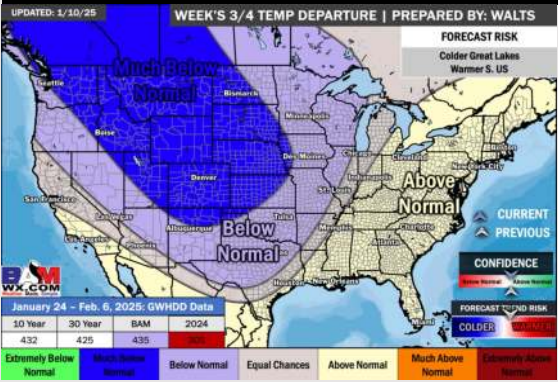 UPDATED: 1/10/25
WEEK'S 3/4 TEMP DEPARTURE | PREPARED BY: WALTS
FORECAST RISK
Colder Great Lakes
Warmer S. US
Much Below
Normal
Seattle
Bismarck
Minneapolis
Boise
Boston
Des Moines
Chicago
Cleveland
New York City
Denver
Indianapolis
St. Louis
Above
Normal
San Francisco
Las Vegas
Tulsa
Charlotte
Albuquerque
Below
Normal
Memphis
Los Angeles
Phoenix
Atlanta
Houston
New Orleans
Miami
CURRENT
PREVIOUS
CONFIDENCE
Below Normal
Above Normal
FORECAST TREND RISK
COLDER
WARMER
BAM
WX.COM
January 24 – Feb. 6, 2025: GWHDD Data
10 Year 30 Year BAM 2024
432 425 435
Extremely Below Normal
Much Below Normal
Below Normal
Equal Chances
Above Normal
Much Above Normal
Extremely Above Normal